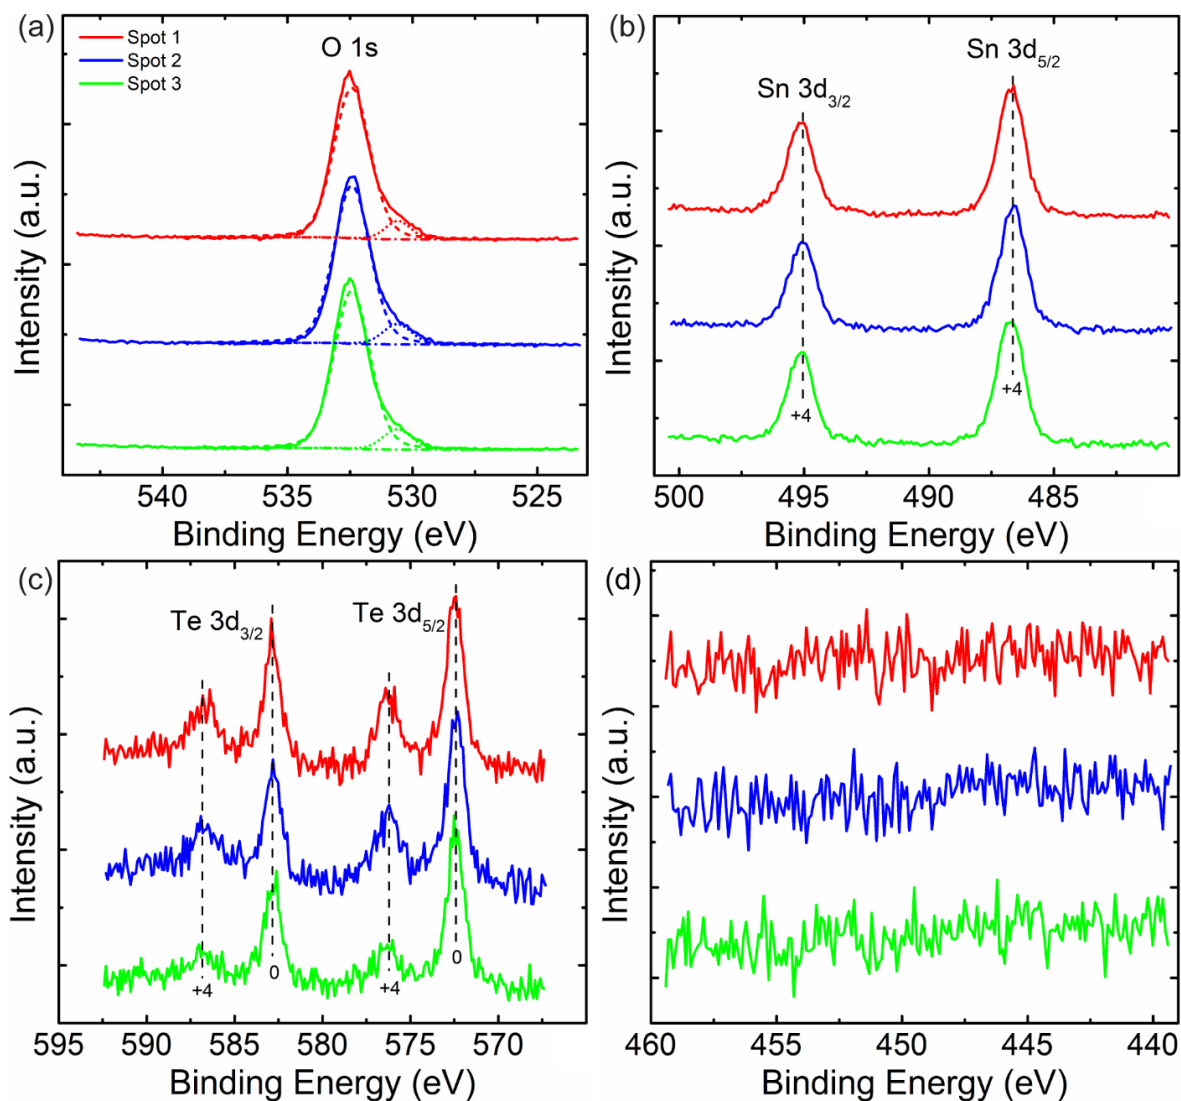 (a)
Spot 1
Spot 2
Spot 3
O 1s
Intensity (a.u.)
540 535 530 525
Binding Energy (eV)
(b)
Sn 3d3/2
Sn 3d5/2
+4
+4
Intensity (a.u.)
500 495 490 485
Binding Energy (eV)
(c)
Te 3d3/2
Te 3d5/2
+4
0
+4
0
Intensity (a.u.)
595 590 585 580 575 570
Binding Energy (eV)
(d)
Intensity (a.u.)
460 455 450 445 440
Binding Energy (eV)